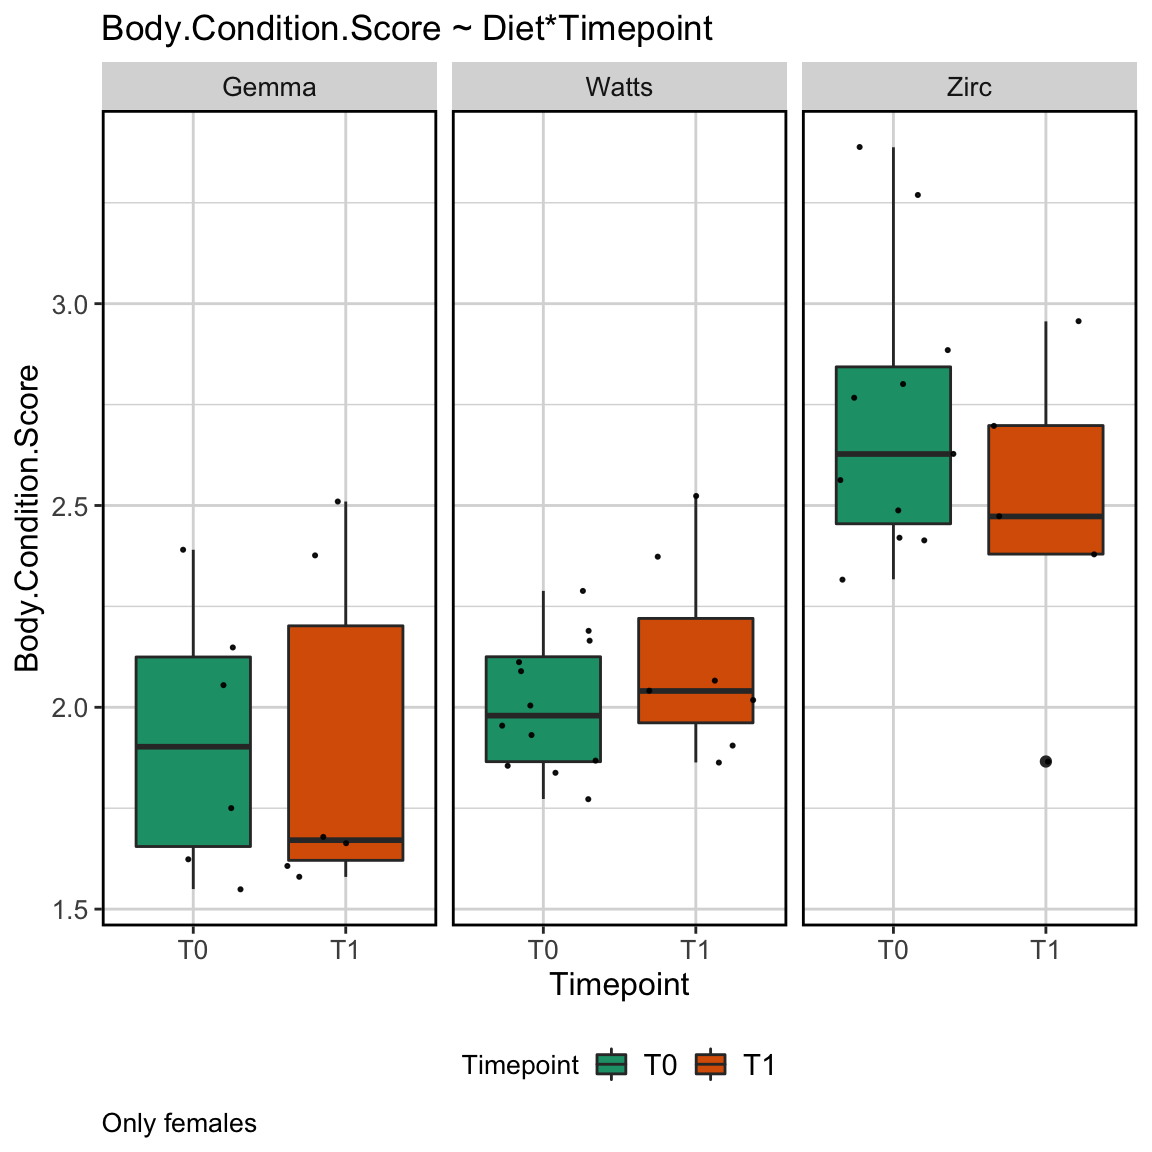 Body.Condition.Score ~ Diet*Timepoint
Gemma Watts Zirc
Body.Condition.Score
3.0
2.5
2.0
1.5
T0 T1 T0 T1 T0 T1
Timepoint
Timepoint T0 T1
Only females